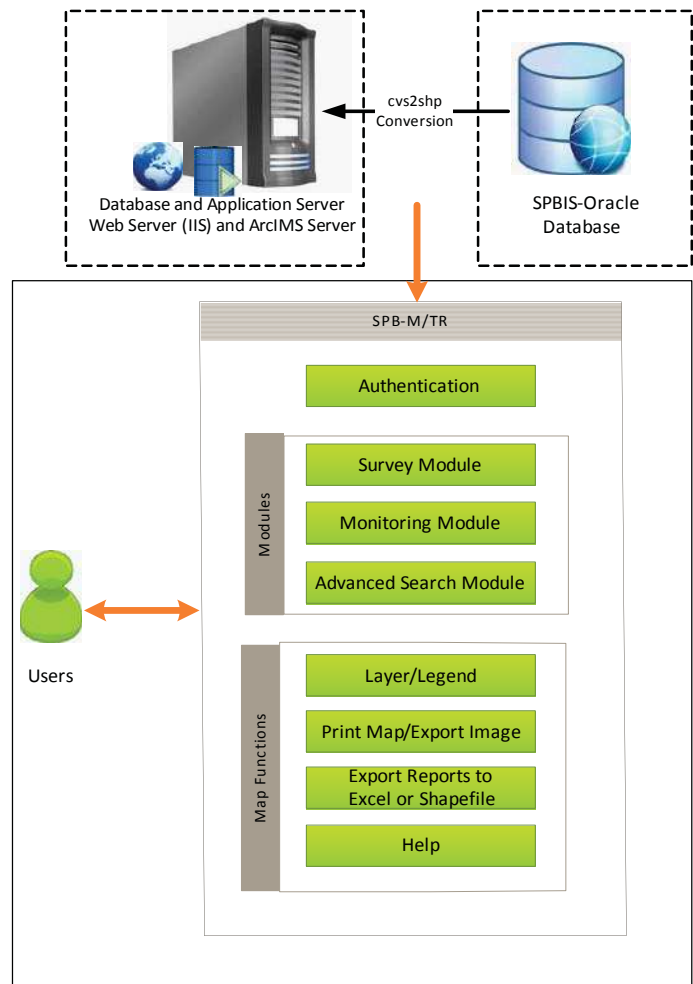 cvs2shp
Conversion
Database and Application Server
Web Server (IIS) and ArcIMS Server
SPBIS-Oracle
Database
SPB-M/TR
Authentication
Modules
Survey Module
Monitoring Module
Advanced Search Module
Users
Map Functions
Layer/Legend
Print Map/Export Image
Export Reports to
Excel or Shapefile
Help